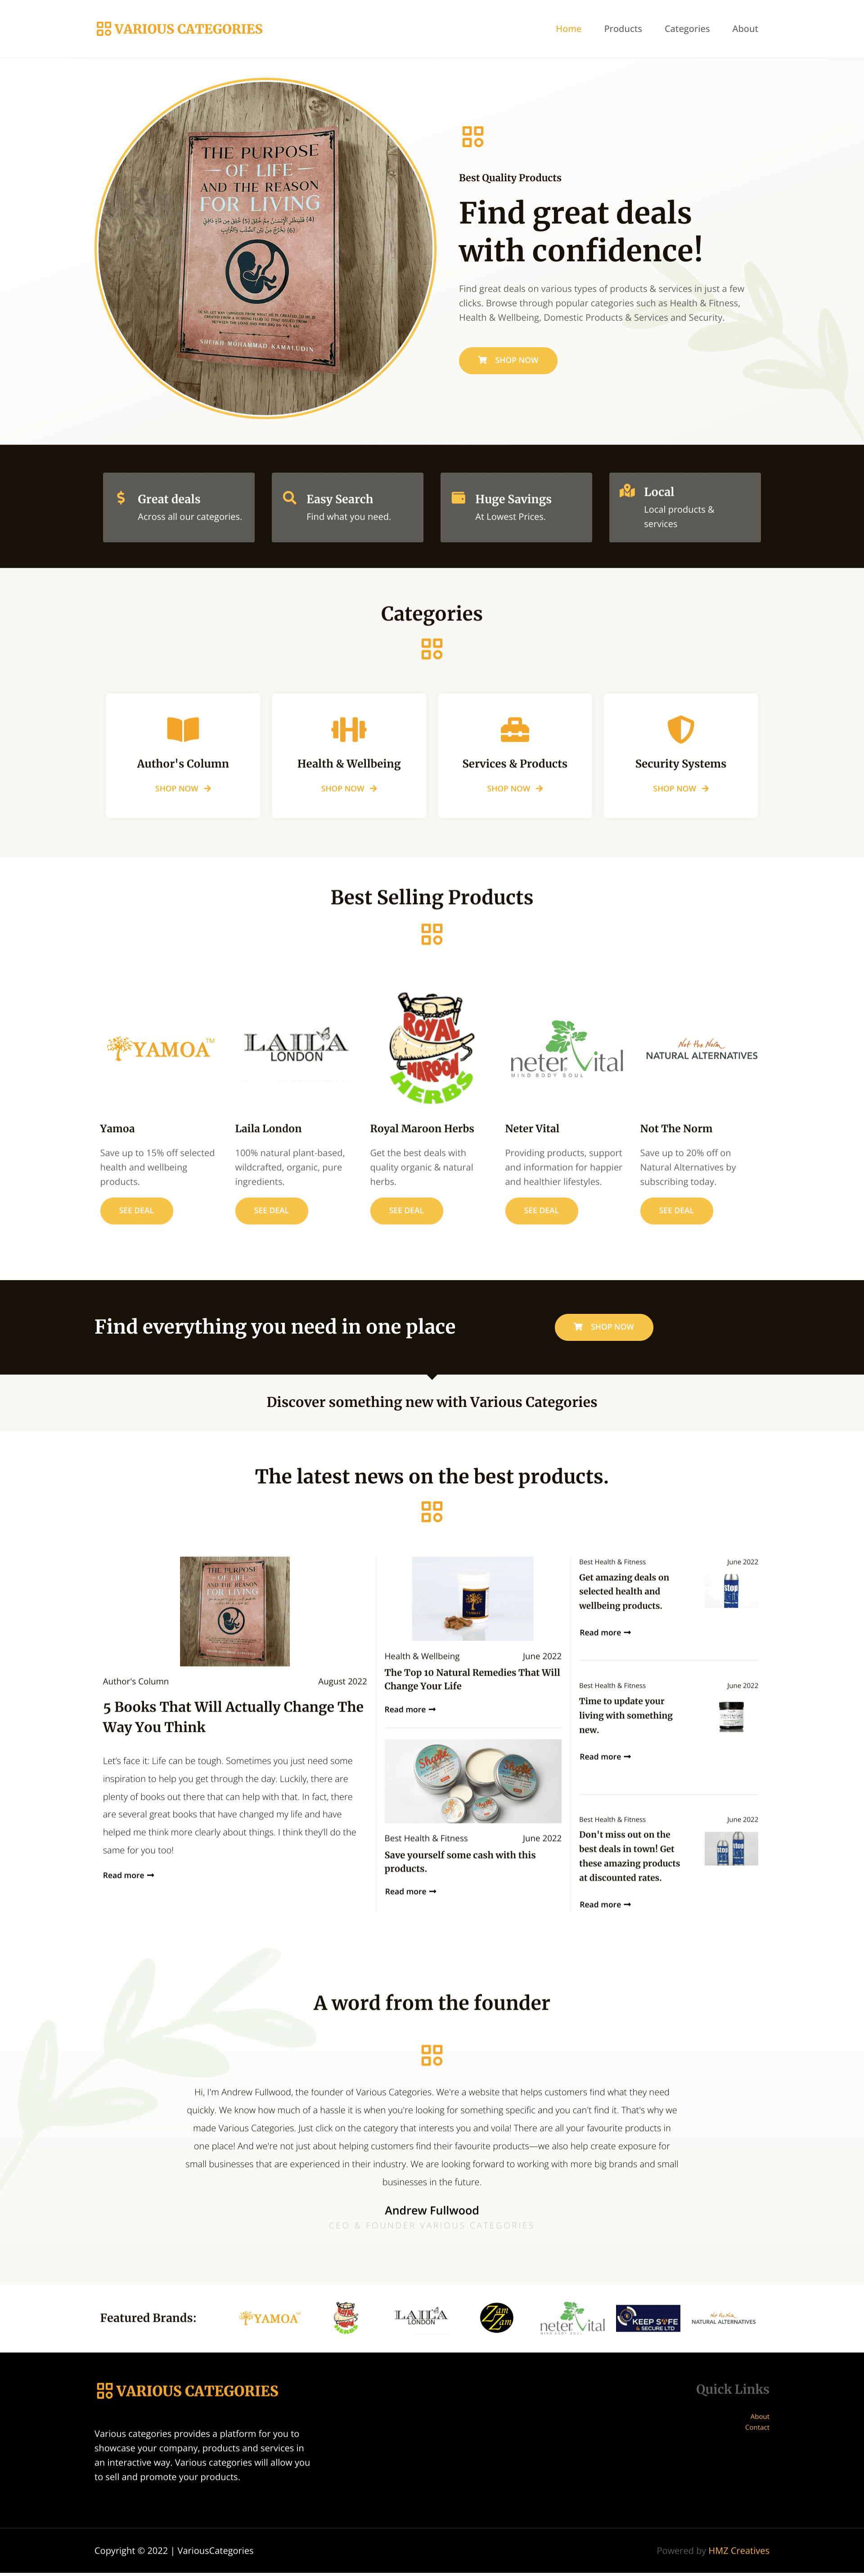 VARIOUS CATEGORIES
Home
Products
Categories
About
THE PURPOSE
OF LIFE
AND THE REASON
FOR LIVING
SHEIKH MOHAMMAD KAMALUDIN
Best Quality Products
Find great deals
with confidence!
Find great deals on various types of products & services in just a few
clicks. Browse through popular categories such as Health & Fitness,
Health & Wellbeing, Domestic Products & Services and Security.
SHOP NOW
Great deals
Across all our categories.
Easy Search
Find what you need.
Huge Savings
At Lowest Prices.
Local
Local products &
services
Categories
Author's Column
SHOP NOW
Health & Wellbeing
SHOP NOW
Services & Products
SHOP NOW
Security Systems
SHOP NOW
Best Selling Products
YAMOA™
LAILA
LONDON
ROYAL
MAROON
HERBS
neter Vital
MIND BODY SOUL
Not the Norm
NATURAL ALTERNATIVES
Yamoa
Save up to 15% off selected
health and wellbeing
products.
SEE DEAL
Laila London
100% natural plant-based,
wildcrafted, organic, pure
ingredients.
SEE DEAL
Royal Maroon Herbs
Get the best deals with
quality organic & natural
herbs.
SEE DEAL
Neter Vital
Providing products, support
and information for happier
and healthier lifestyles.
SEE DEAL
Not The Norm
Save up to 20% off on
Natural Alternatives by
subscribing today.
SEE DEAL
Find everything you need in one place
SHOP NOW
Discover something new with Various Categories
The latest news on the best products.
THE PURPOSE
OF LIFE
AND THE REASON
FOR LIVING
Author's Column
August 2022
5 Books That Will Actually Change The
Way You Think
Let's face it: Life can be tough. Sometimes you just need some
inspiration to help you get through the day. Luckily, there are
plenty of books out there that can help with that. In fact, there
are several great books that have changed my life and have
helped me think more clearly about things. I think they'll do the
same for you too!
Read more
Health & Wellbeing
June 2022
The Top 10 Natural Remedies That Will
Change Your Life
Read more
Best Health & Fitness
June 2022
Save yourself some cash with this
products.
Read more
Best Health & Fitness
June 2022
Get amazing deals on
selected health and
wellbeing products.
stop
Read more
Best Health & Fitness
June 2022
Time to update your
living with something
new.
Read more
Best Health & Fitness
June 2022
Don't miss out on the
best deals in town! Get
these amazing products
at discounted rates.
Read more
A word from the founder
Hi, I'm Andrew Fullwood, the founder of Various Categories. We're a website that helps customers find what they need
quickly. We know how much of a hassle it is when you're looking for something specific and you can't find it. That's why we
made Various Categories. Just click on the category that interests you and voila! There are all your favourite products in
one place! And we're not just about helping customers find their favourite products—we also help create exposure for
small businesses that are experienced in their industry. We are looking forward to working with more big brands and small
businesses in the future.
Andrew Fullwood
CEO & FOUNDER VARIOUS CATEGORIES
Featured Brands:
YAMOA
ROYAL
MAROON
HERBS
LAILA
LONDON
Zam
Zam
neter Vital
MIND BODY SOUL
KEEP SAFE
& SECURE LTD
NATURAL ALTERNATIVES
VARIOUS CATEGORIES
Various categories provides a platform for you to
showcase your company, products and services in
an interactive way. Various categories will allow you
to sell and promote your products.
Quick Links
About
Contact
Copyright © 2022 | VariousCategories
Powered by HMZ Creatives